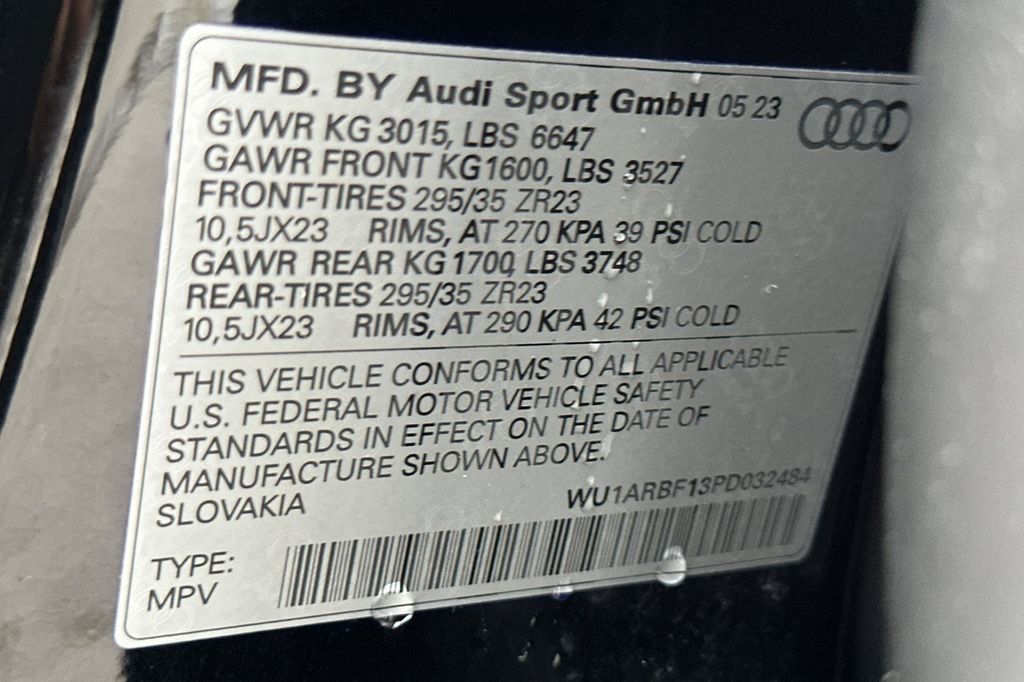 MFD. BY Audi Sport GmbH 05 23
GVWR KG 3015, LBS 6647
GAWR FRONT KG1600, LBS 3527
FRONT-TIRES 295/35 ZR23
10,5JX23 RIMS, AT 270 KPA 39 PSI COLD
GAWR REAR KG 1700, LBS 3748
REAR-TIRES 295/35 ZR23
10,5JX23 RIMS, AT 290 KPA 42 PSI COLD
THIS VEHICLE CONFORMS TO ALL APPLICABLE
U.S. FEDERAL MOTOR VEHICLE SAFETY
STANDARDS IN EFFECT ON THE DATE OF
MANUFACTURE SHOWN ABOVE.
SLOVAKIA WU1ARBF13PD032484
TYPE:
MPV